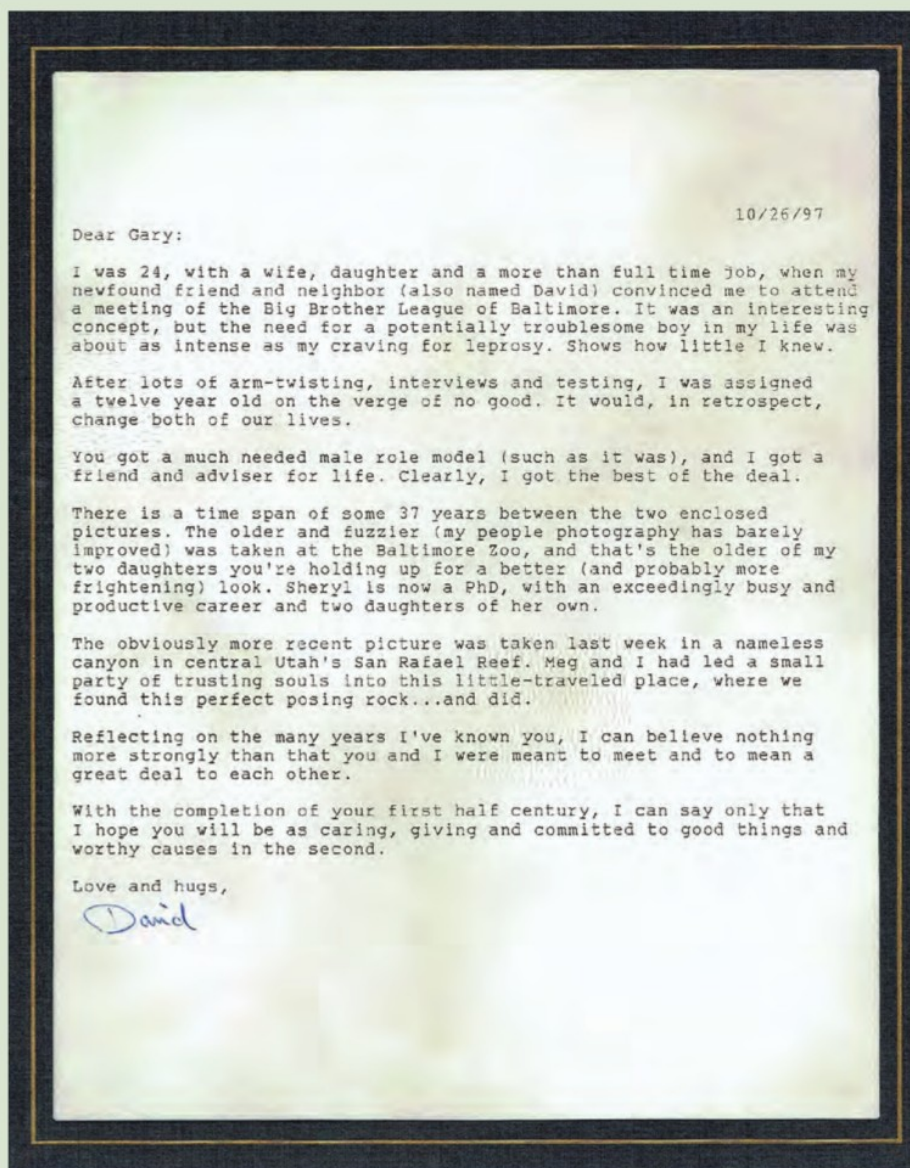 10/26/97
Dear Gary:
I was 24, with a wife, daughter and a more than full time job, when my
newfound friend and neighbor (also named David) convinced me to attend
a meeting of the Big Brother League of Baltimore. It was an interesting
concept, but the need for a potentially troublesome boy in my life was
about as intense as my craving for leprosy. Shows how little I knew.
After lots of arm-twisting, interviews and testing, I was assigned
a twelve year old on the verge of no good. It would, in retrospect,
change both of our lives.
You got a much needed male role model (such as it was), and I got a
friend and adviser for life. Clearly, I got the best of the deal.
There is a time span of some 37 years between the two enclosed
pictures. The older and fuzzier (my people photography has barely
improved) was taken at the Baltimore Zoo, and that's the older of my
two daughters you're holding up for a better (and probably more
frightening) look. Sheryl is now a PhD, with an exceedingly busy and
productive career and two daughters of her own.
The obviously more recent picture was taken last week in a nameless
canyon in central Utah's San Rafael Reef. Meg and I had led a small
party of trusting souls into this little-traveled place, where we
found this perfect posing rock...and did.
Reflecting on the many years I've known you, I can believe nothing
more strongly than that you and I were meant to meet and to mean a
great deal to each other.
With the completion of your first half century, I can say only that
I hope you will be as caring, giving and committed to good things and
worthy causes in the second.
Love and hugs,
David